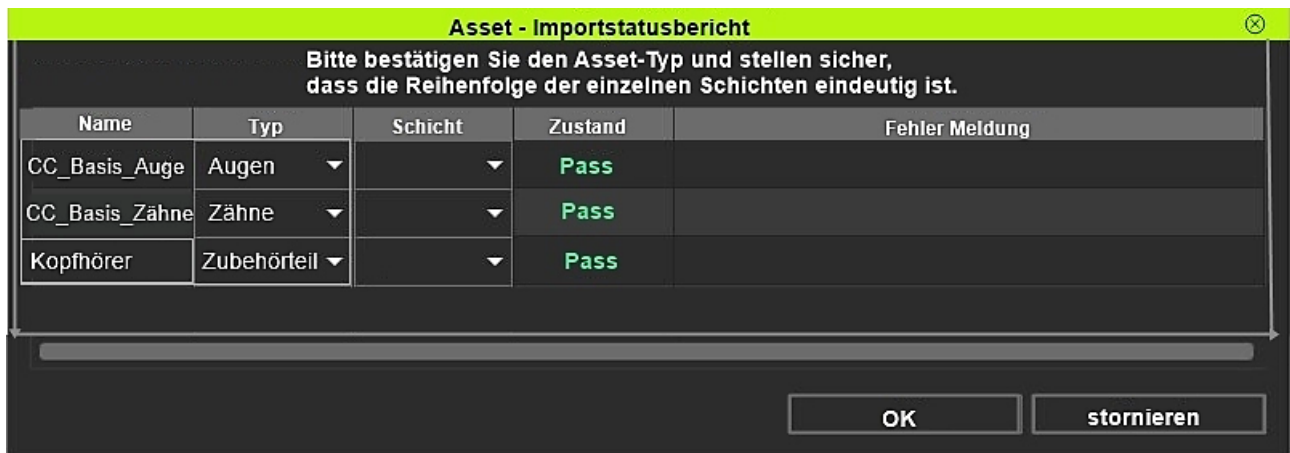 Asset - Importstatusbericht
Bitte bestätigen Sie den Asset-Typ und stellen sicher,
dass die Reihenfolge der einzelnen Schichten eindeutig ist.
Name Typ Schicht Zustand Fehler Meldung
CC_Basis_Auge Augen Pass
CC_Basis_Zähne Zähne Pass
Kopfhörer Zubehörteil Pass
OK stornieren